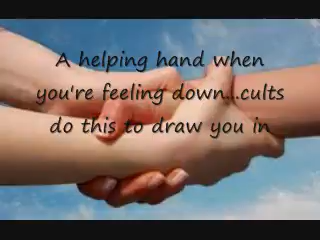 A helping hand when
you're feeling down...cults
do this to draw you in